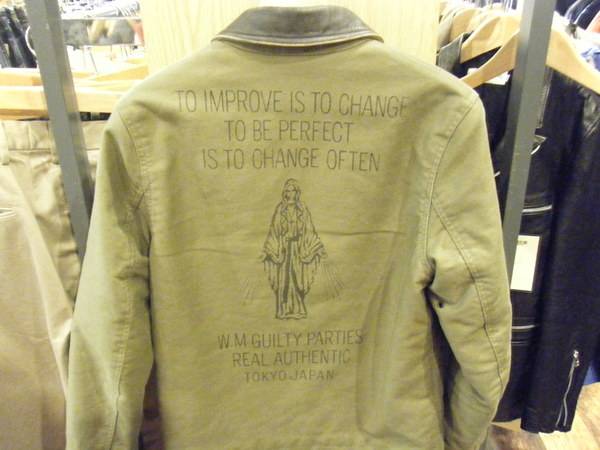 TO IMPROVE IS TO CHANGE
TO BE PERFECT
IS TO CHANGE OFTEN
W.M GUILTY PARTIES
REAL AUTHENTIC
TOKYO-JAPAN